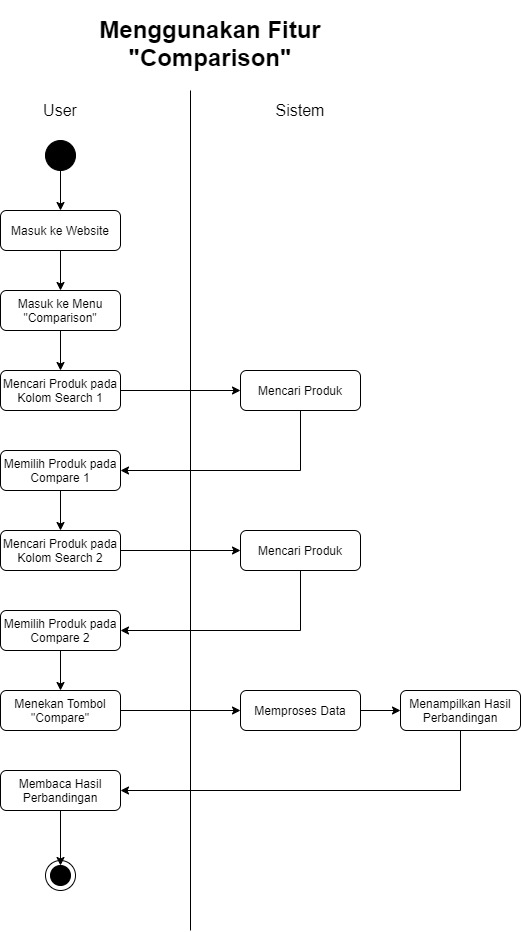 Menggunakan Fitur
"Comparison"
User
Sistem
Masuk ke Website
Masuk ke Menu
"Comparison"
Mencari Produk pada
Kolom Search 1
Mencari Produk
Memilih Produk pada
Compare 1
Mencari Produk pada
Kolom Search 2
Mencari Produk
Memilih Produk pada
Compare 2
Menekan Tombol
"Compare"
Memproses Data
Menampilkan Hasil
Perbandingan
Membaca Hasil
Perbandingan